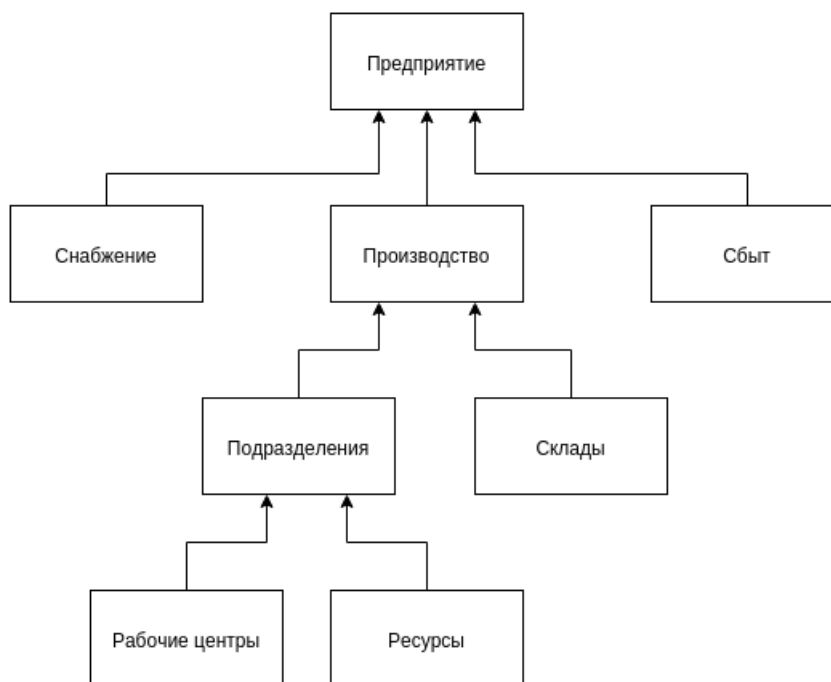 Предприятие
Снабжение
Производство
Сбыт
Подразделения
Склады
Рабочие центры
Ресурсы